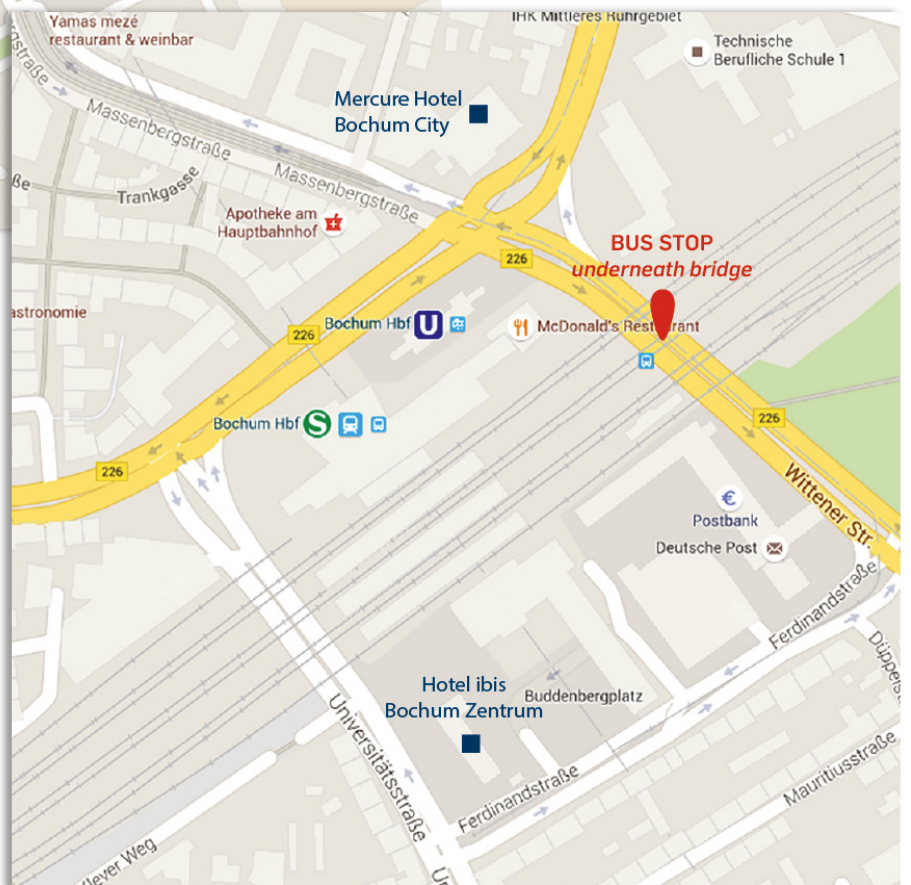 Yamas mezé
restaurant & weinbar
IHK Mittleres Ruhrgebiet
Technische
Berufliche Schule 1
Mercure Hotel
Bochum City
Massenbergstraße
Massenbergstraße
Trankgasse
Apotheke am
Hauptbahnhof
BUS STOP
underneath bridge
226
Bochum Hbf U
McDonald's Restaurant
226
Bochum Hbf S
226
226
Wittener Str.
€
Postbank
Deutsche Post
Ferdinandstraße
Hotel ibis
Bochum Zentrum
Buddenbergplatz
Universitätsstraße
Ferdinandstraße
Mauritiusstraße